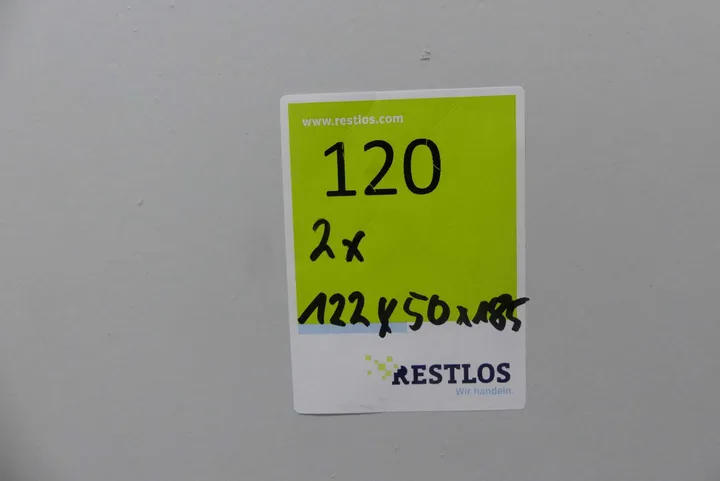 www.restlos.com
120
2x
122x50x185
RESTLOS
Wir handeln.